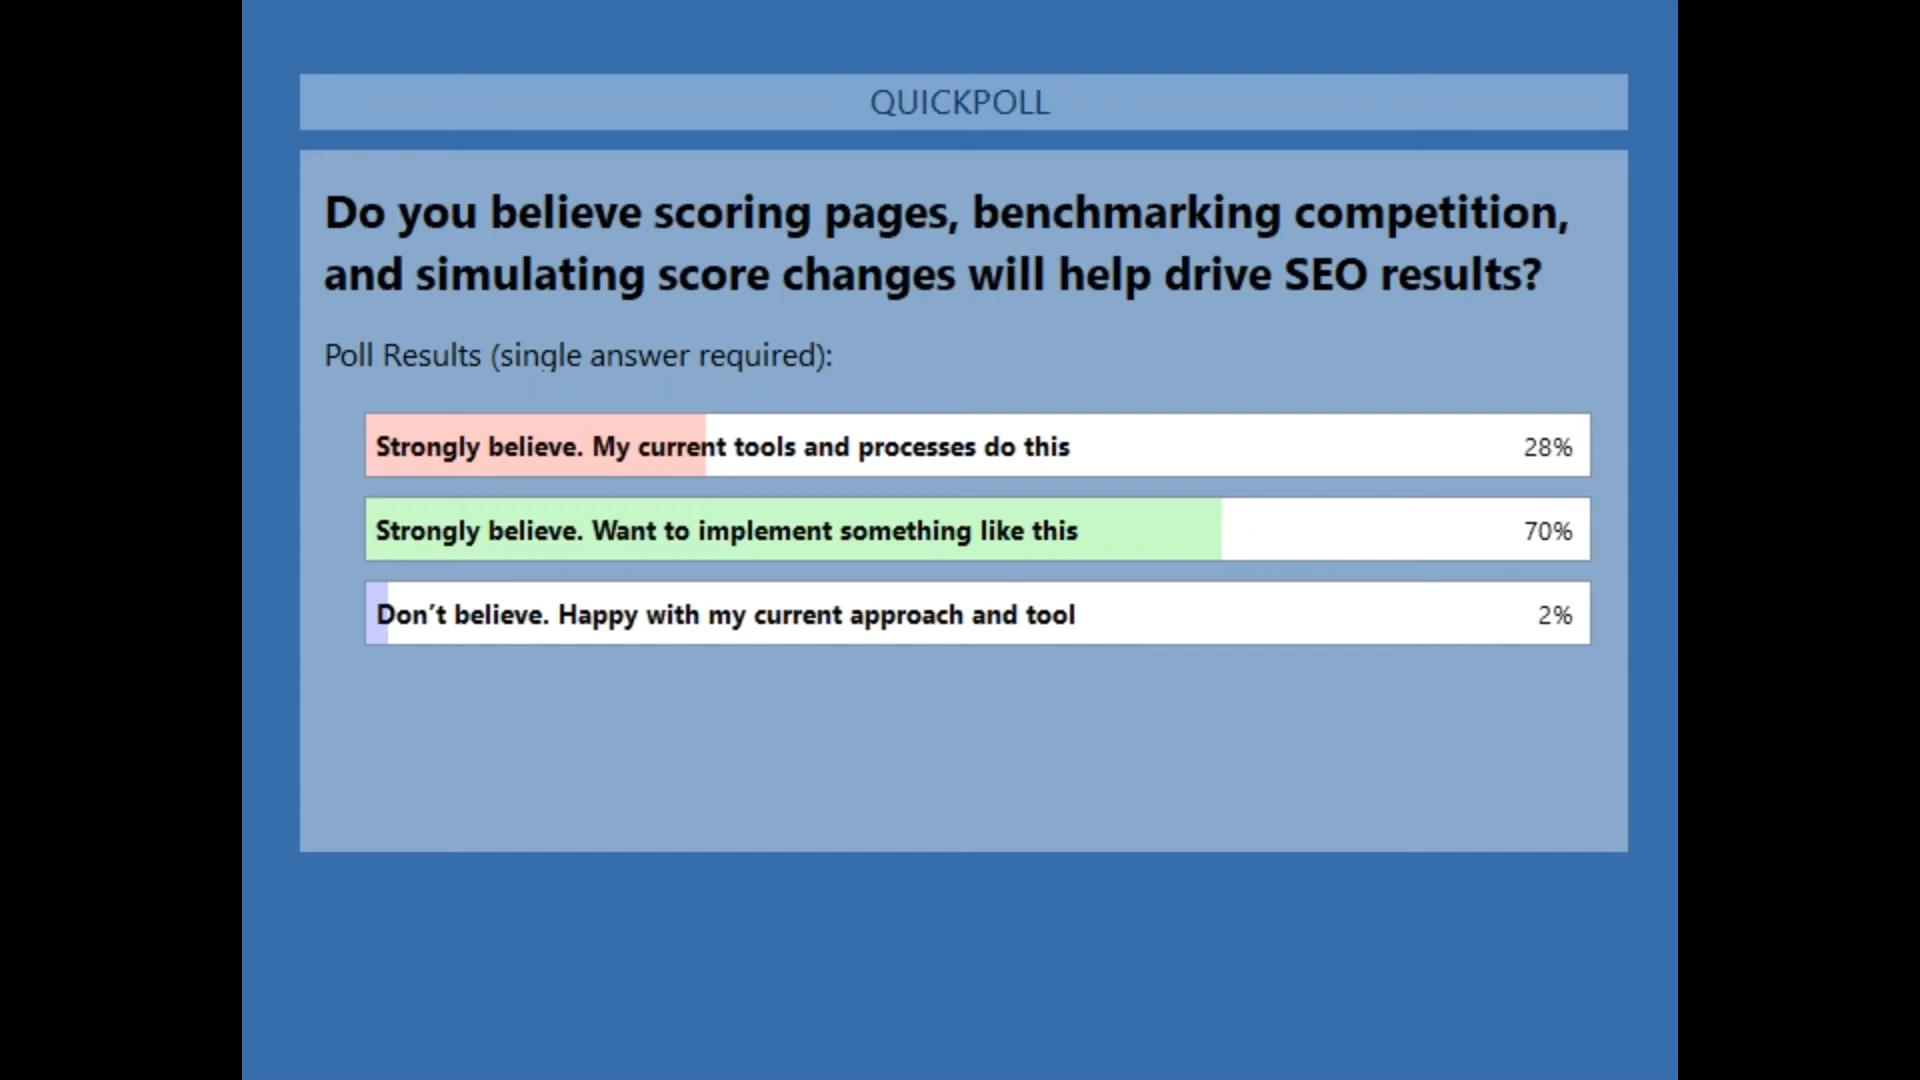 QUICKPOLL
Do you believe scoring pages, benchmarking competition,
and simulating score changes will help drive SEO results?
Poll Results (single answer required):
Strongly believe. My current tools and processes do this 28%
Strongly believe. Want to implement something like this 70%
Don’t believe. Happy with my current approach and tool 2%